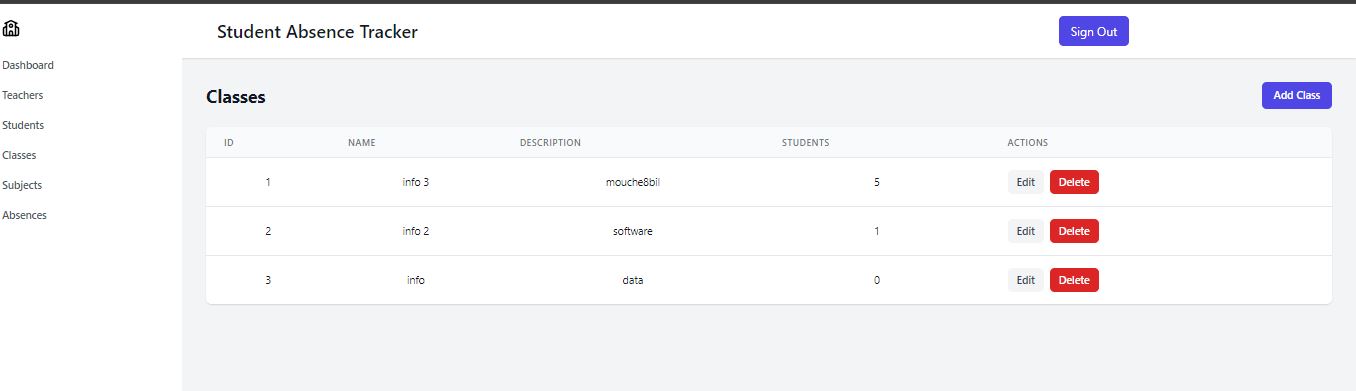 Student Absence Tracker
Sign Out
Dashboard
Teachers
Students
Classes
Subjects
Absences
Classes
Add Class
ID NAME DESCRIPTION STUDENTS ACTIONS
1 info 3 mouche8bil 5 Edit Delete
2 info 2 software 1 Edit Delete
3 info data 0 Edit Delete